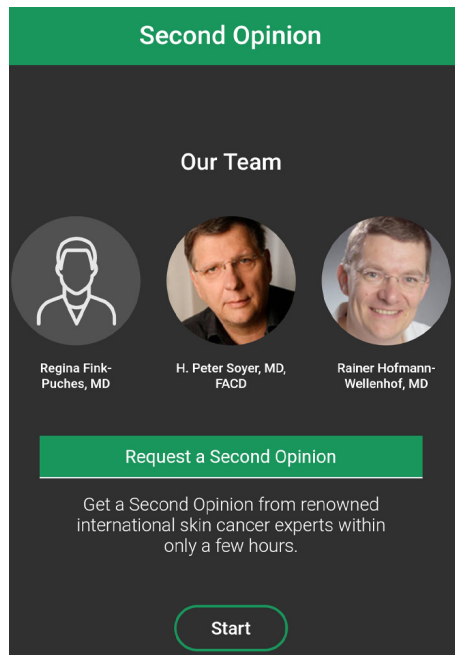 Second Opinion
Our Team
Regina Fink-
Puches, MD
H. Peter Soyer, MD,
FACD
Rainer Hofmann-
Wellenhof, MD
Request a Second Opinion
Get a Second Opinion from renowned
international skin cancer experts within
only a few hours.
Start